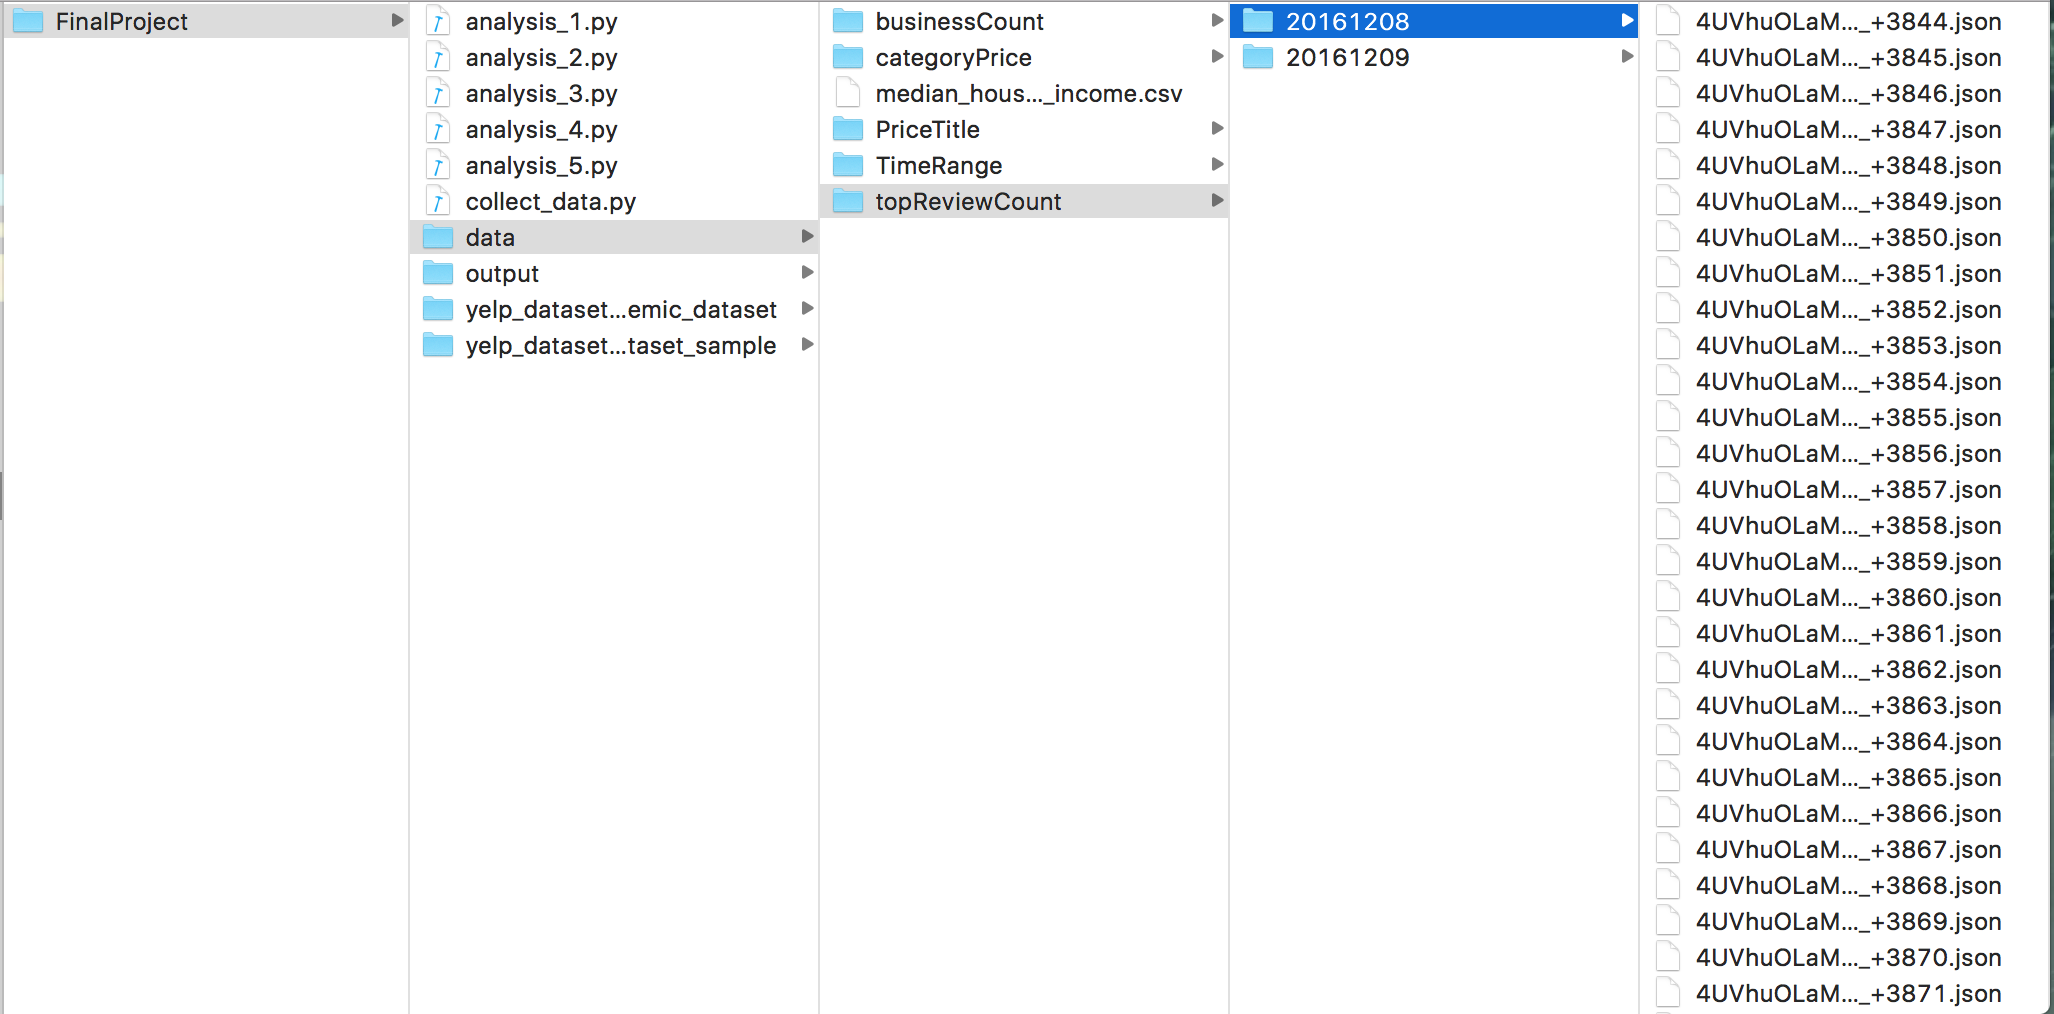 FinalProject
analysis_1.py
analysis_2.py
analysis_3.py
analysis_4.py
analysis_5.py
collect_data.py
data
output
yelp_dataset...emic_dataset
yelp_dataset...taset_sample
businessCount
categoryPrice
median_hous..._income.csv
PriceTitle
TimeRange
topReviewCount
20161208
20161209
4UVhuOLaM..._+3844.json
4UVhuOLaM..._+3845.json
4UVhuOLaM..._+3846.json
4UVhuOLaM..._+3847.json
4UVhuOLaM..._+3848.json
4UVhuOLaM..._+3849.json
4UVhuOLaM..._+3850.json
4UVhuOLaM..._+3851.json
4UVhuOLaM..._+3852.json
4UVhuOLaM..._+3853.json
4UVhuOLaM..._+3854.json
4UVhuOLaM..._+3855.json
4UVhuOLaM..._+3856.json
4UVhuOLaM..._+3857.json
4UVhuOLaM..._+3858.json
4UVhuOLaM..._+3859.json
4UVhuOLaM..._+3860.json
4UVhuOLaM..._+3861.json
4UVhuOLaM..._+3862.json
4UVhuOLaM..._+3863.json
4UVhuOLaM..._+3864.json
4UVhuOLaM..._+3865.json
4UVhuOLaM..._+3866.json
4UVhuOLaM..._+3867.json
4UVhuOLaM..._+3868.json
4UVhuOLaM..._+3869.json
4UVhuOLaM..._+3870.json
4UVhuOLaM..._+3871.json